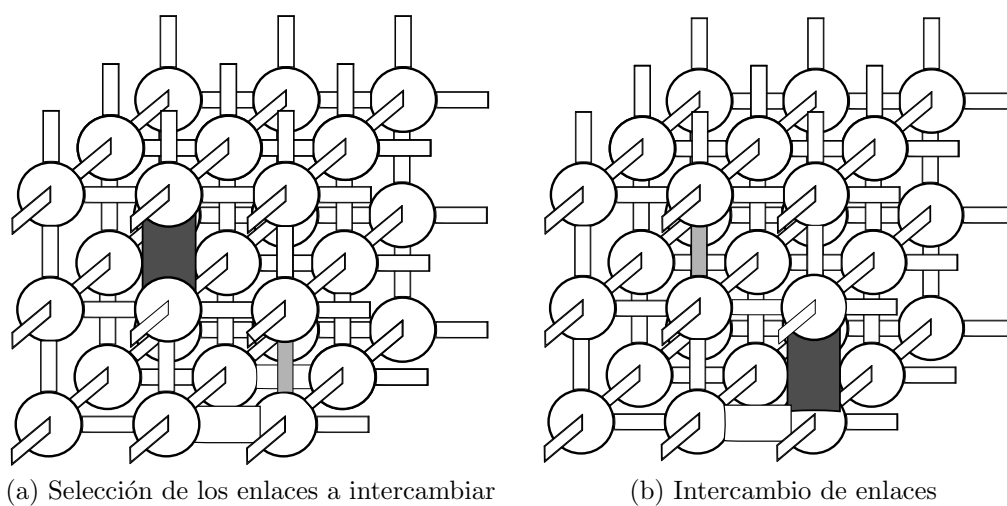 (a) Selección de los enlaces a intercambiar
(b) Intercambio de enlaces